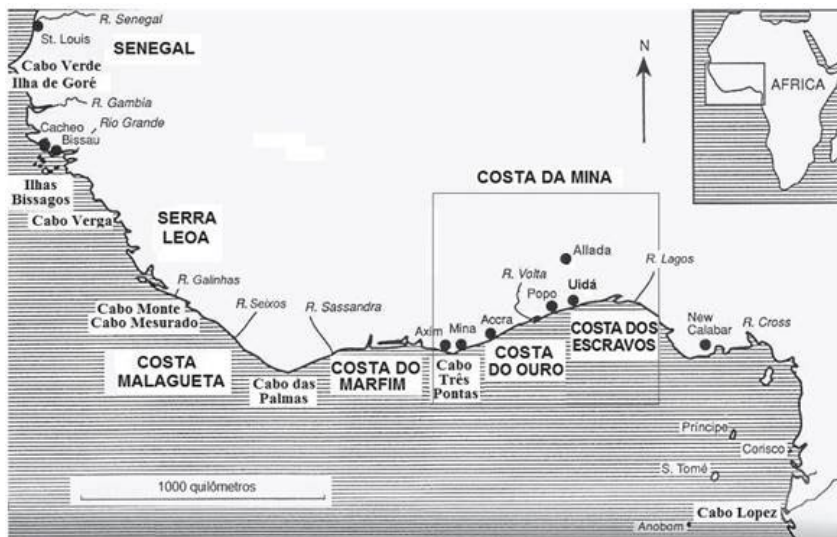 R. Senegal
St. Louis
SENEGAL
Cabo Verde
Ilha de Goré
R. Gambia
Rio Grande
Cacheo
Bissau
Ilhas
Bissagos
Cabo Verga
SERRA
LEOA
R. Galinhas
Cabo Monte
Cabo Mesurado
R. Seixos
COSTA
MALAGUETA
Cabo das
Palmas
R. Sassandra
COSTA DO
MARFIM
N
AFRICA
COSTA DA MINA
Allada
R. Lagos
R. Volta
Uidá
Popo
Accra
Axim
Mina
Cabo
Três
Pontas
COSTA
DO OURO
COSTA DOS
ESCRAVOS
New
Calabar
R. Cross
Príncipe
Corisco
S. Tomé
Cabo Lopez
Anobom
1000 quilômetros